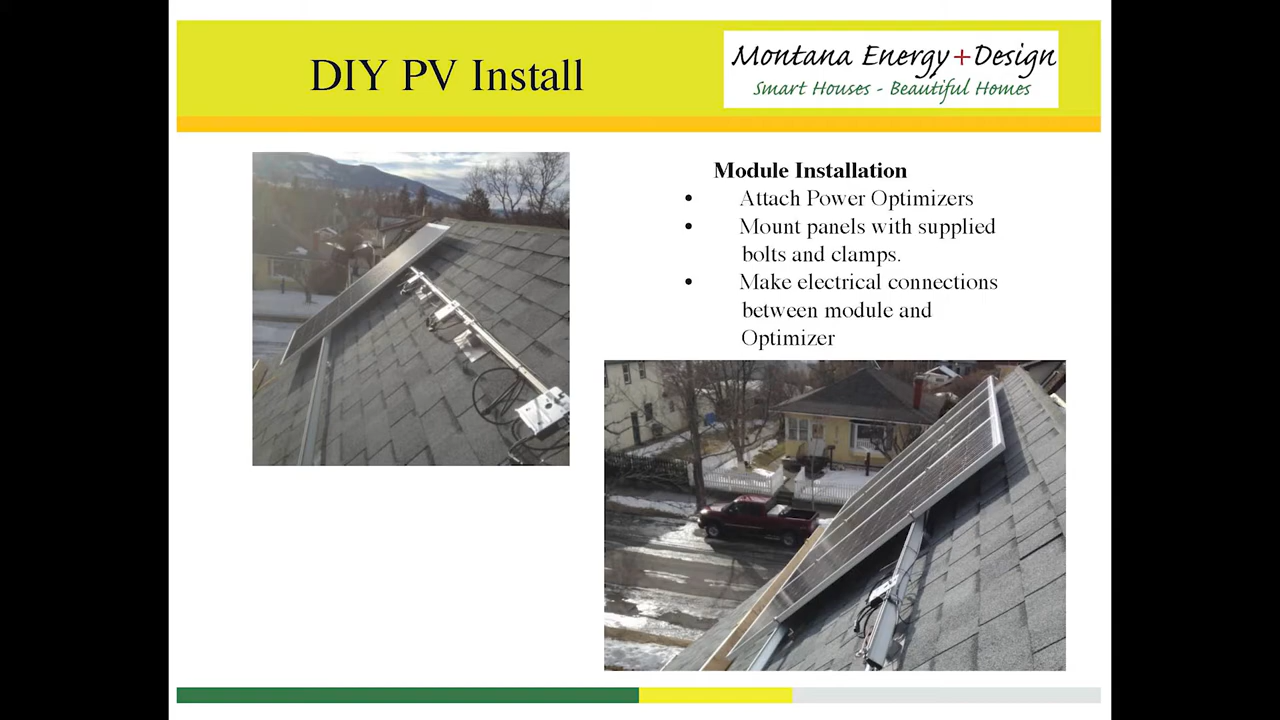 DIY PV Install
Montana Energy+Design
Smart Houses - Beautiful Homes
Module Installation
• Attach Power Optimizers
• Mount panels with supplied
bolts and clamps.
• Make electrical connections
between module and
Optimizer